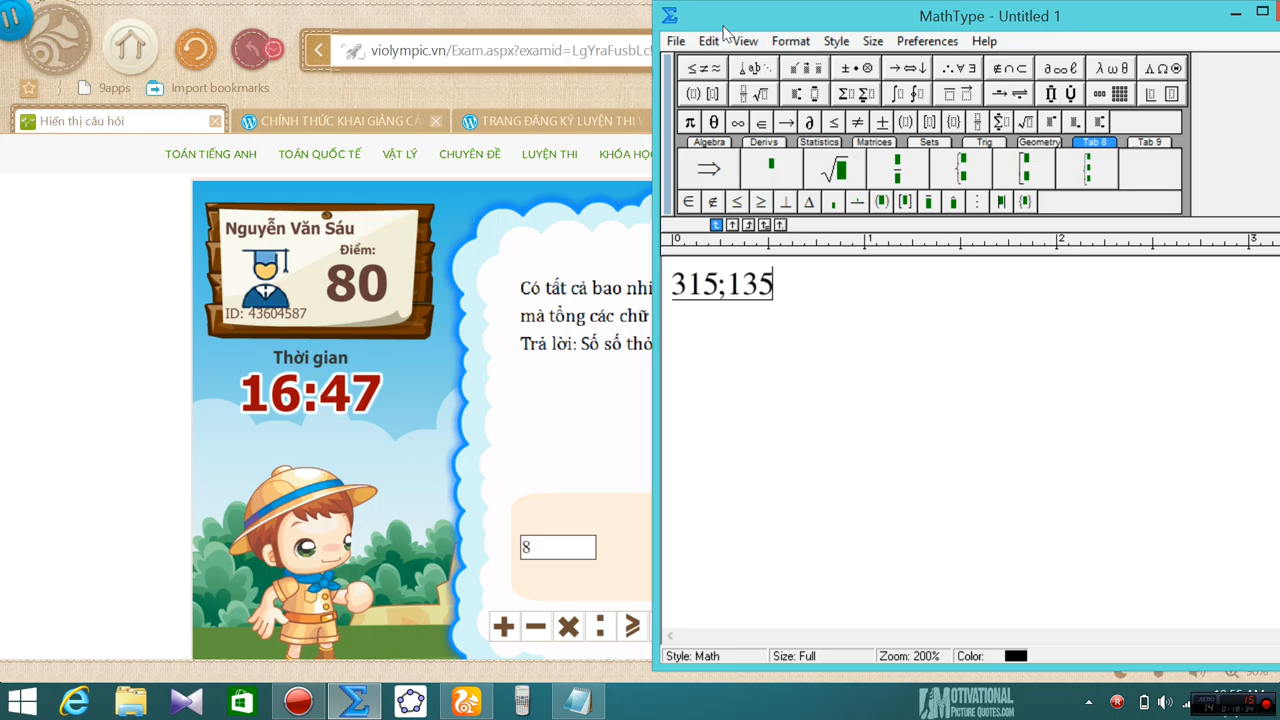 MathType - Untitled 1
File Edit View Format Style Size Preferences Help
violympic.vn/Exam.aspx?examid=LgYraFusbLc
9apps
Import bookmarks
Hiển thị câu hỏi
CHÍNH THỨC KHAI GIẢNG
TRANG ĐĂNG KÝ LUYỆN THI
TOÁN TIẾNG ANH TOÁN QUỐC TẾ VẬT LÝ CHUYÊN ĐỀ LUYỆN THI KHÓA
Algebra Derivs Statistics Matrices Sets Trig Geometry Tab 8 Tab 9
0 1 2 3
315;135
Nguyễn Văn Sáu
Điểm:
80
ID: 43604587
Thời gian
16:47
Có tất cả bao nhi
mà tổng các chữ
Trả lời: Số số thỏ
8
+ − × : ≥
Style: Math Size: Full Zoom: 200% Color:
MOTIVATIONAL
PICTURE QUOTES.COM